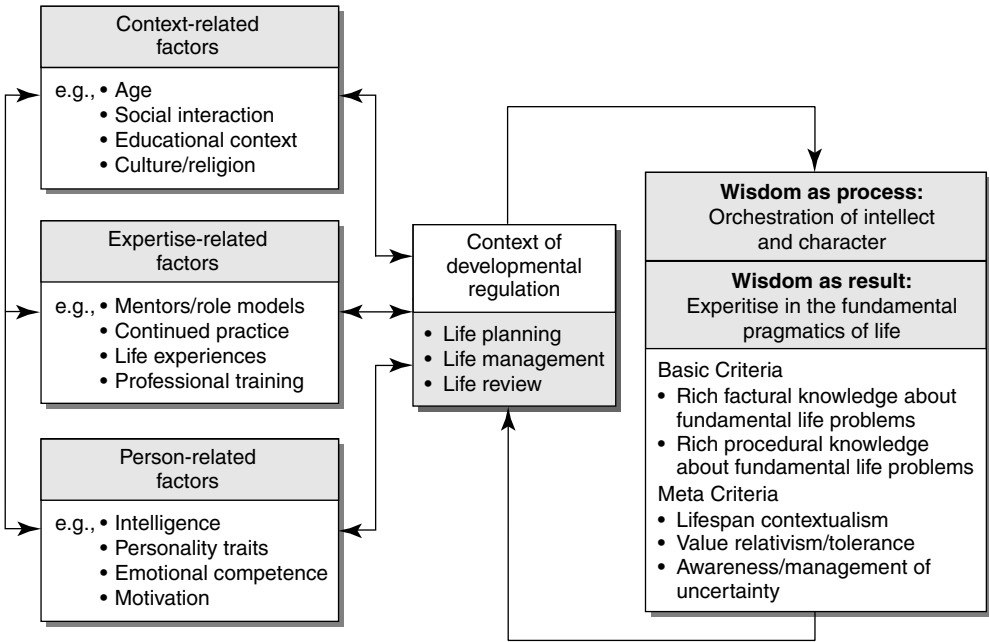 Context-related
factors
e.g., • Age
• Social interaction
• Educational context
• Culture/religion
Expertise-related
factors
e.g., • Mentors/role models
• Continued practice
• Life experiences
• Professional training
Person-related
factors
e.g., • Intelligence
• Personality traits
• Emotional competence
• Motivation
Context of
developmental
regulation
• Life planning
• Life management
• Life review
Wisdom as process:
Orchestration of intellect
and character
Wisdom as result:
Experitise in the fundamental
pragmatics of life
Basic Criteria
• Rich factural knowledge about
fundamental life problems
• Rich procedural knowledge
about fundamental life problems
Meta Criteria
• Lifespan contextualism
• Value relativism/tolerance
• Awareness/management of
uncertainty